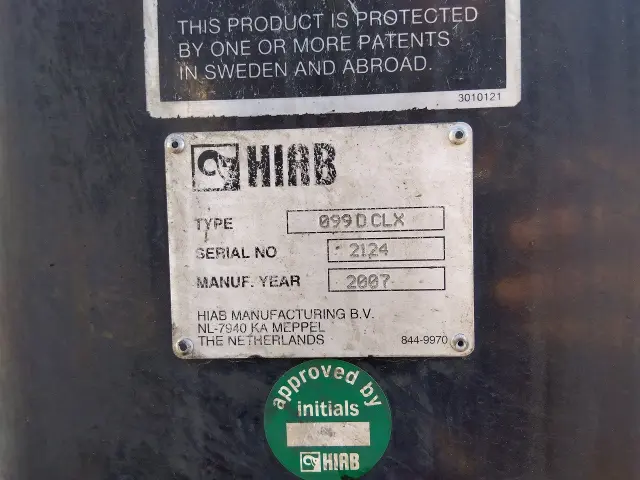 THIS PRODUCT IS PROTECTED
BY ONE OR MORE PATENTS
IN SWEDEN AND ABROAD.
3010121
HIAB
TYPE 099 D CLX
SERIAL NO 2124
MANUF. YEAR 2007
HIAB MANUFACTURING B.V.
NL-7940 KA MEPPEL
THE NETHERLANDS 844-9970
approved by
initials
HIAB